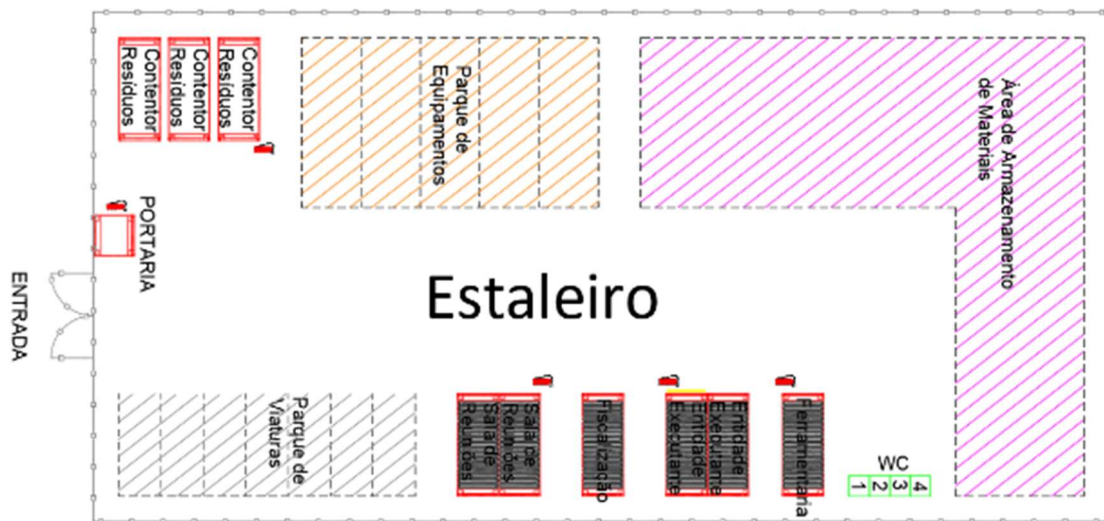 Contentor
Resíduos
Contentor
Resíduos
Contentor
Resíduos
Parque de
Equipamentos
Área de Armazenamento
de Materiais
PORTARIA
ENTRADA
Estaleiro
Parque de
Viaturas
Sala de
Reuniões
Sala de
Reuniões
Fiscalização
Entidade
Executante
Entidade
Executante
Ferramentaria
WC
1 2 3 4